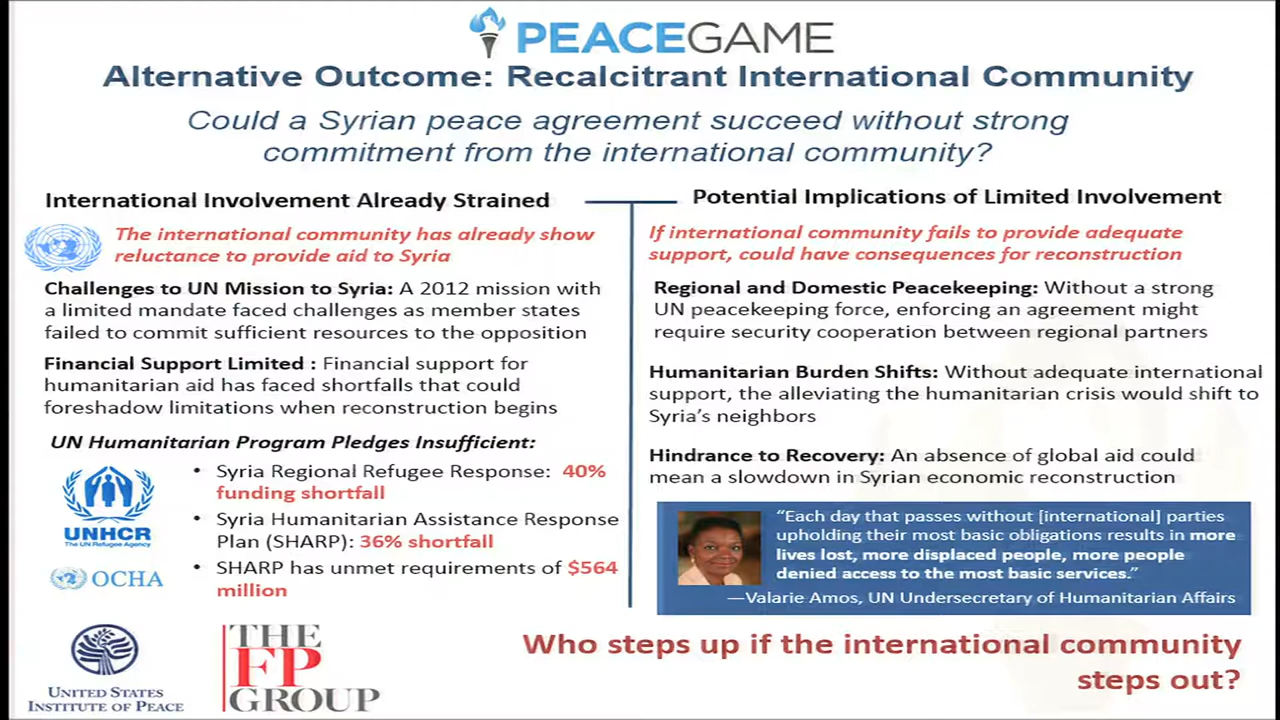 PEACEGAME
Alternative Outcome: Recalcitrant International Community
Could a Syrian peace agreement succeed without strong
commitment from the international community?
International Involvement Already Strained
The international community has already show
reluctance to provide aid to Syria
Challenges to UN Mission to Syria: A 2012 mission with
a limited mandate faced challenges as member states
failed to commit sufficient resources to the opposition
Financial Support Limited : Financial support for
humanitarian aid has faced shortfalls that could
foreshadow limitations when reconstruction begins
UN Humanitarian Program Pledges Insufficient:
UNHCR
The UN Refugee Agency
OCHA
• Syria Regional Refugee Response: 40%
funding shortfall
• Syria Humanitarian Assistance Response
Plan (SHARP): 36% shortfall
• SHARP has unmet requirements of $564
million
Potential Implications of Limited Involvement
If international community fails to provide adequate
support, could have consequences for reconstruction
Regional and Domestic Peacekeeping: Without a strong
UN peacekeeping force, enforcing an agreement might
require security cooperation between regional partners
Humanitarian Burden Shifts: Without adequate international
support, the alleviating the humanitarian crisis would shift to
Syria's neighbors
Hindrance to Recovery: An absence of global aid could
mean a slowdown in Syrian economic reconstruction
“Each day that passes without [international] parties
upholding their most basic obligations results in more
lives lost, more displaced people, more people
denied access to the most basic services.”
—Valarie Amos, UN Undersecretary of Humanitarian Affairs
UNITED STATES
INSTITUTE OF PEACE
THE
FP
GROUP
Who steps up if the international community
steps out?